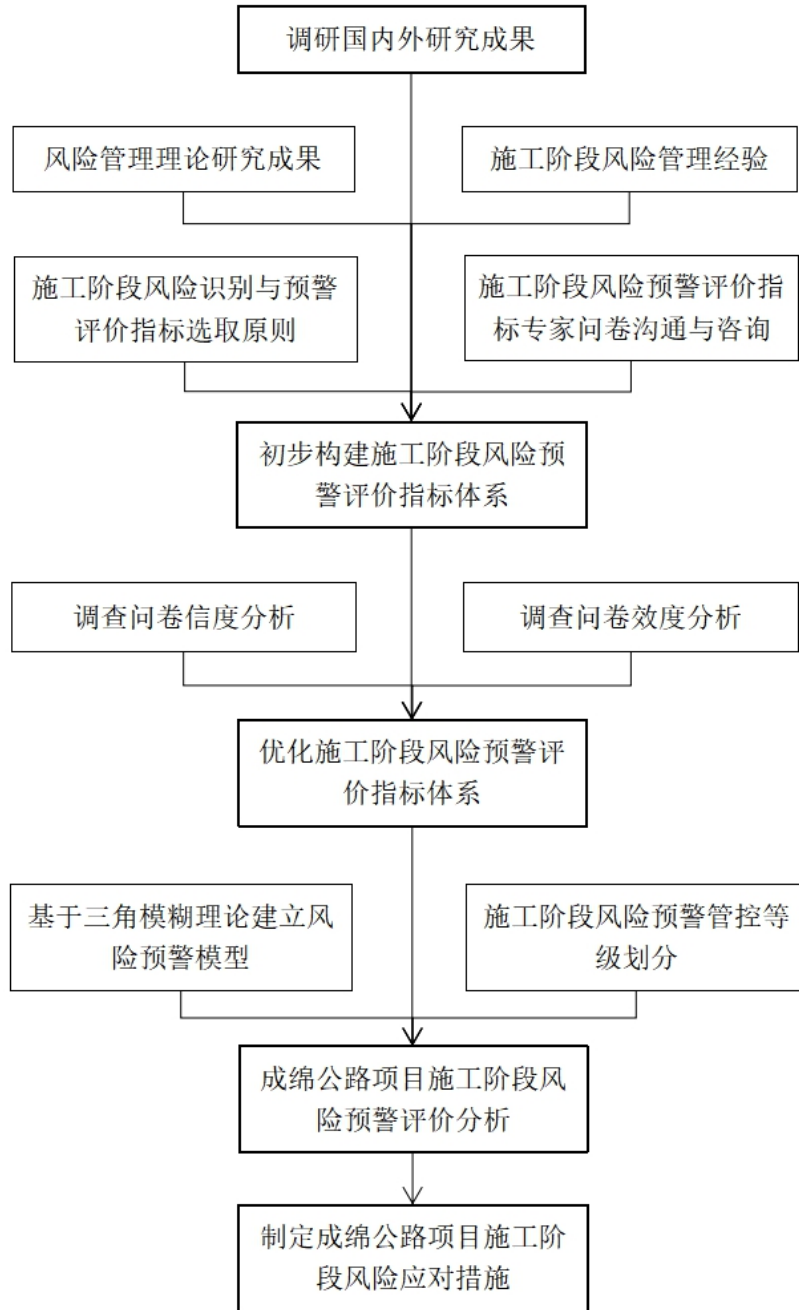 调研国内外研究成果
风险管理理论研究成果
施工阶段风险管理经验
施工阶段风险识别与预警
评价指标选取原则
施工阶段风险预警评价指
标专家问卷沟通与咨询
初步构建施工阶段风险预
警评价指标体系
调查问卷信度分析
调查问卷效度分析
优化施工阶段风险预警评
价指标体系
基于三角模糊理论建立风
险预警模型
施工阶段风险预警管控等
级划分
成绵公路项目施工阶段风
险预警评价分析
制定成绵公路项目施工阶
段风险应对措施